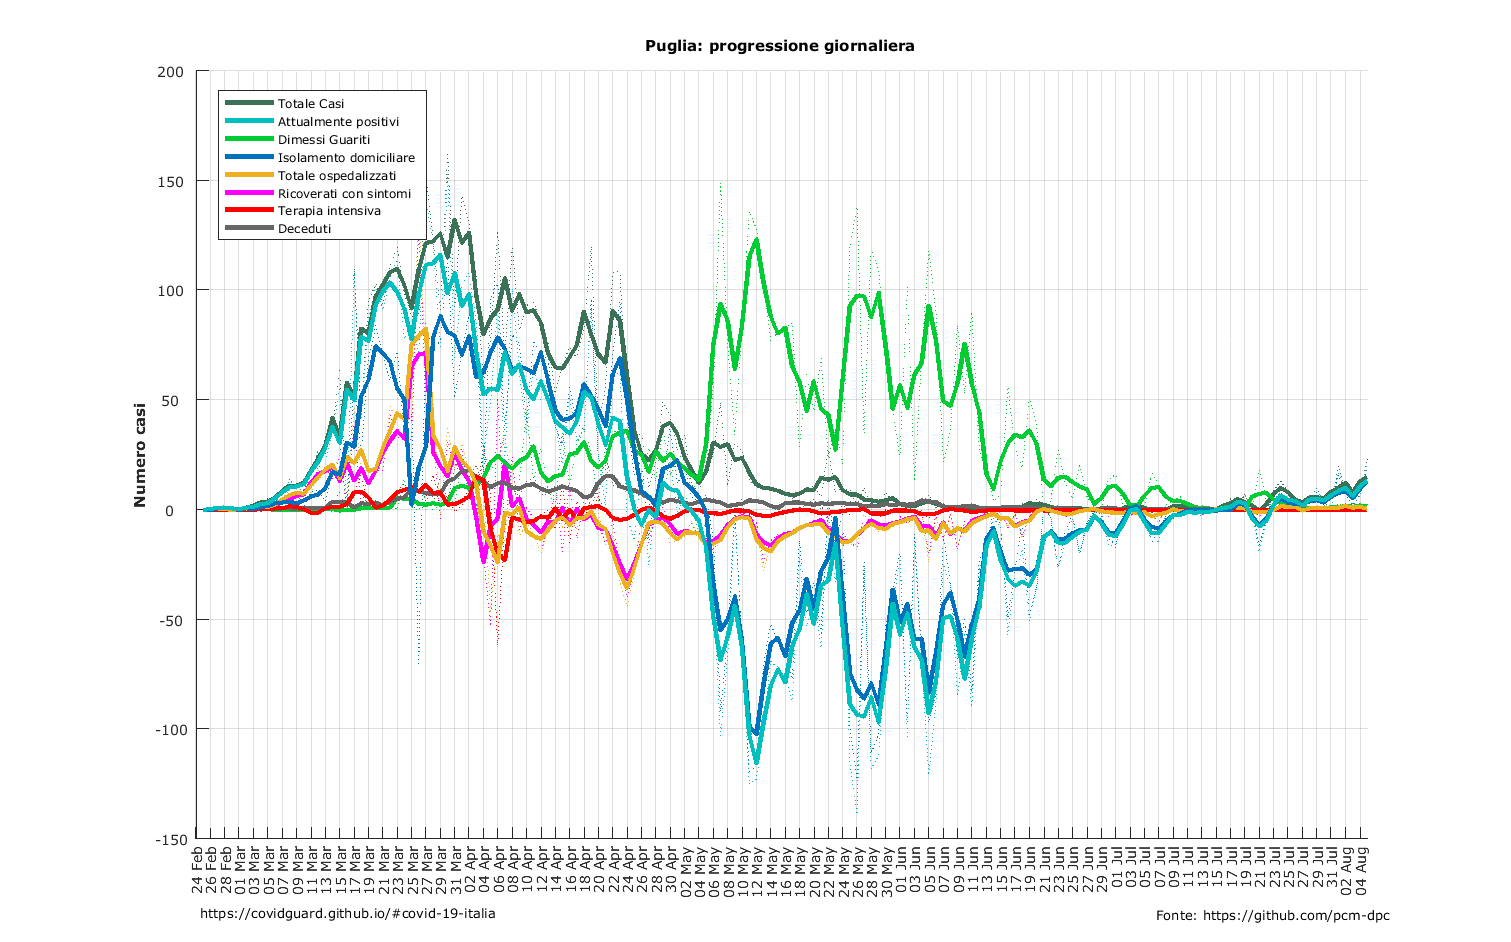 Puglia: progressione giornaliera
200
150
100
50
0
-50
-100
-150
Numero casi
Totale Casi
Attualmente positivi
Dimessi Guariti
Isolamento domiciliare
Totale ospedalizzati
Ricoverati con sintomi
Terapia intensiva
Deceduti
24 Feb
26 Feb
28 Feb
01 Mar
03 Mar
05 Mar
07 Mar
09 Mar
11 Mar
13 Mar
15 Mar
17 Mar
19 Mar
21 Mar
23 Mar
25 Mar
27 Mar
29 Mar
31 Mar
02 Apr
04 Apr
06 Apr
08 Apr
10 Apr
12 Apr
14 Apr
16 Apr
18 Apr
20 Apr
22 Apr
24 Apr
26 Apr
28 Apr
30 Apr
02 May
04 May
06 May
08 May
10 May
12 May
14 May
16 May
18 May
20 May
22 May
24 May
26 May
28 May
30 May
01 Jun
03 Jun
05 Jun
07 Jun
09 Jun
11 Jun
13 Jun
15 Jun
17 Jun
19 Jun
21 Jun
23 Jun
25 Jun
27 Jun
29 Jun
01 Jul
03 Jul
05 Jul
07 Jul
09 Jul
11 Jul
13 Jul
15 Jul
17 Jul
19 Jul
21 Jul
23 Jul
25 Jul
27 Jul
29 Jul
31 Jul
02 Aug
04 Aug
https://covidguard.github.io/#covid-19-italia
Fonte: https://github.com/pcm-dpc